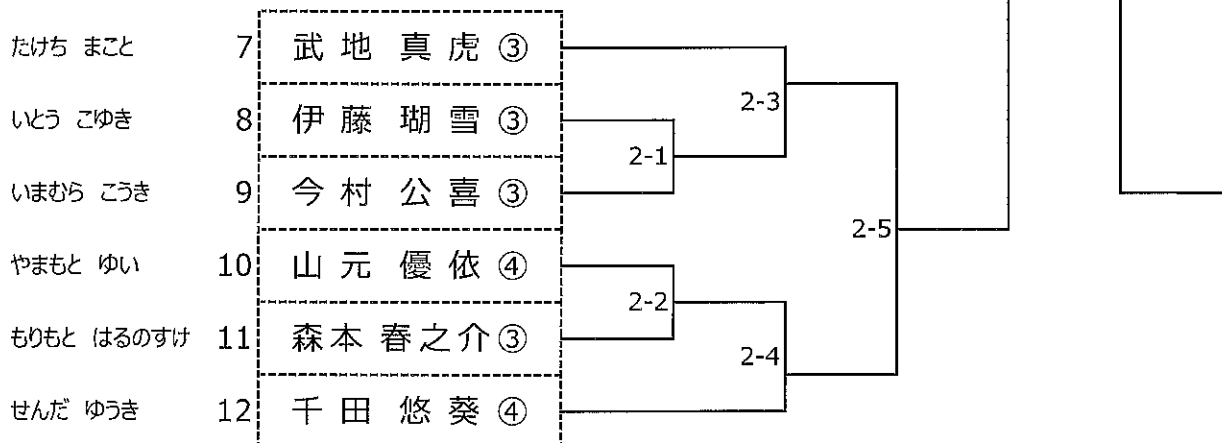 たけち まこと 7 武地 真虎 ③
2-3
いとう こゆき 8 伊藤 瑚雪 ③
2-1
いまむら こうき 9 今村 公喜 ③
2-5
やまもと ゆい 10 山元 優依 ④
2-2
もりもと はるのすけ 11 森本 春之介 ③
2-4
せんだ ゆうき 12 千田 悠葵 ④